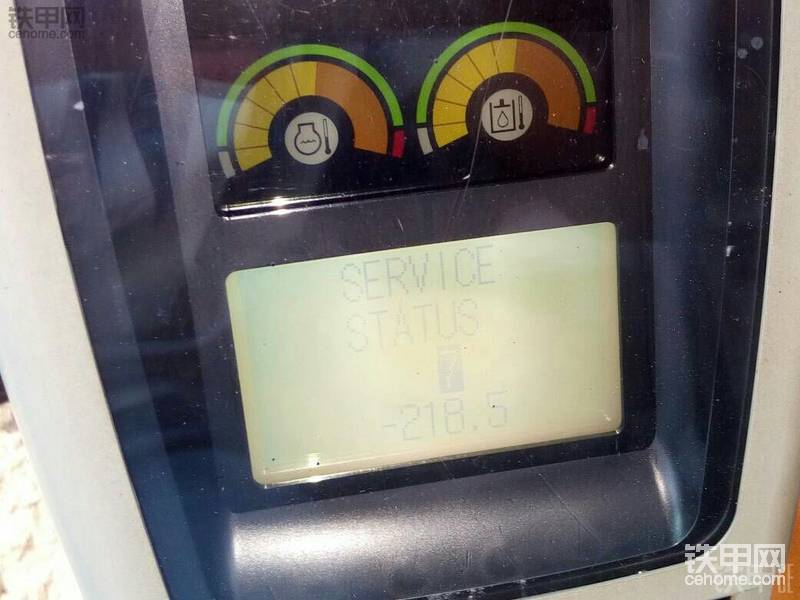 铁甲网
cehome.com
SERVICE
STATUS
-218.5
铁甲网
cehome.com